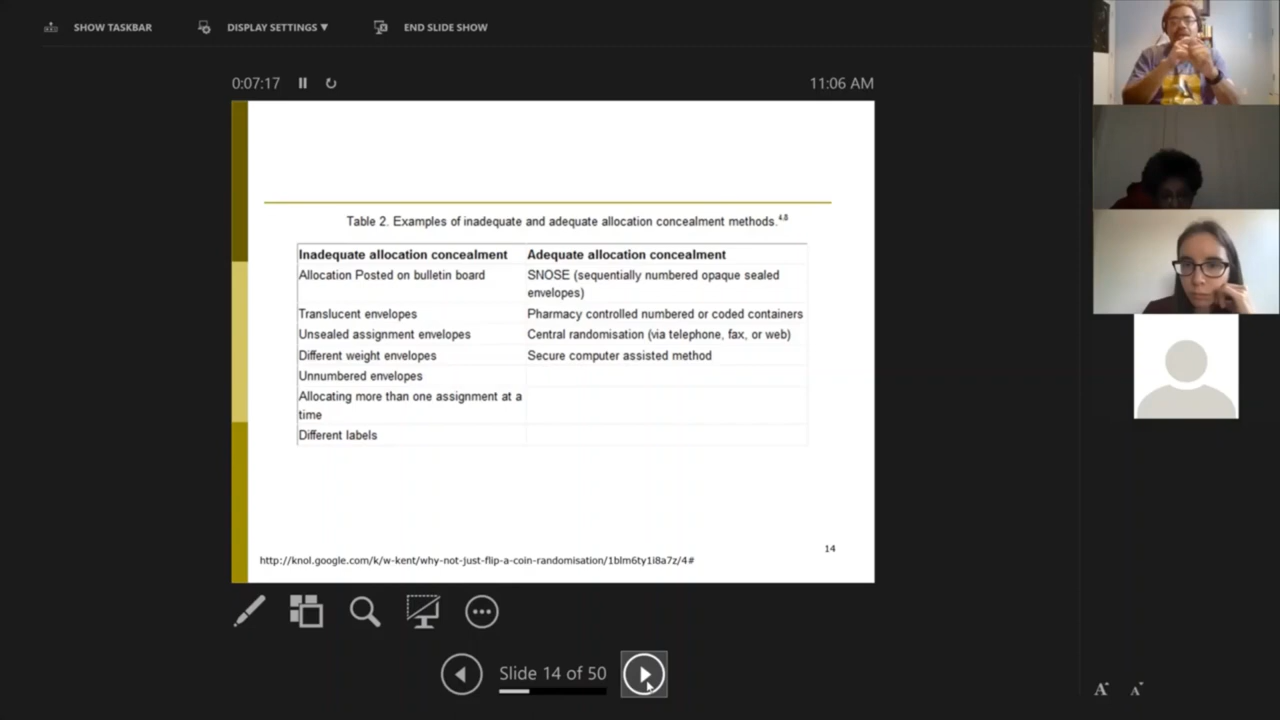 SHOW TASKBAR
DISPLAY SETTINGS ▼
END SLIDE SHOW
0:07:17
11:06 AM
Table 2. Examples of inadequate and adequate allocation concealment methods.4,8
Inadequate allocation concealment
Adequate allocation concealment
Allocation Posted on bulletin board
SNOSE (sequentially numbered opaque sealed
envelopes)
Translucent envelopes
Pharmacy controlled numbered or coded containers
Unsealed assignment envelopes
Central randomisation (via telephone, fax, or web)
Different weight envelopes
Secure computer assisted method
Unnumbered envelopes
Allocating more than one assignment at a
time
Different labels
14
http://knol.google.com/k/w-kent/why-not-just-flip-a-coin-randomisation/1blm6ty1i8a7z/4#
Slide 14 of 50
A A